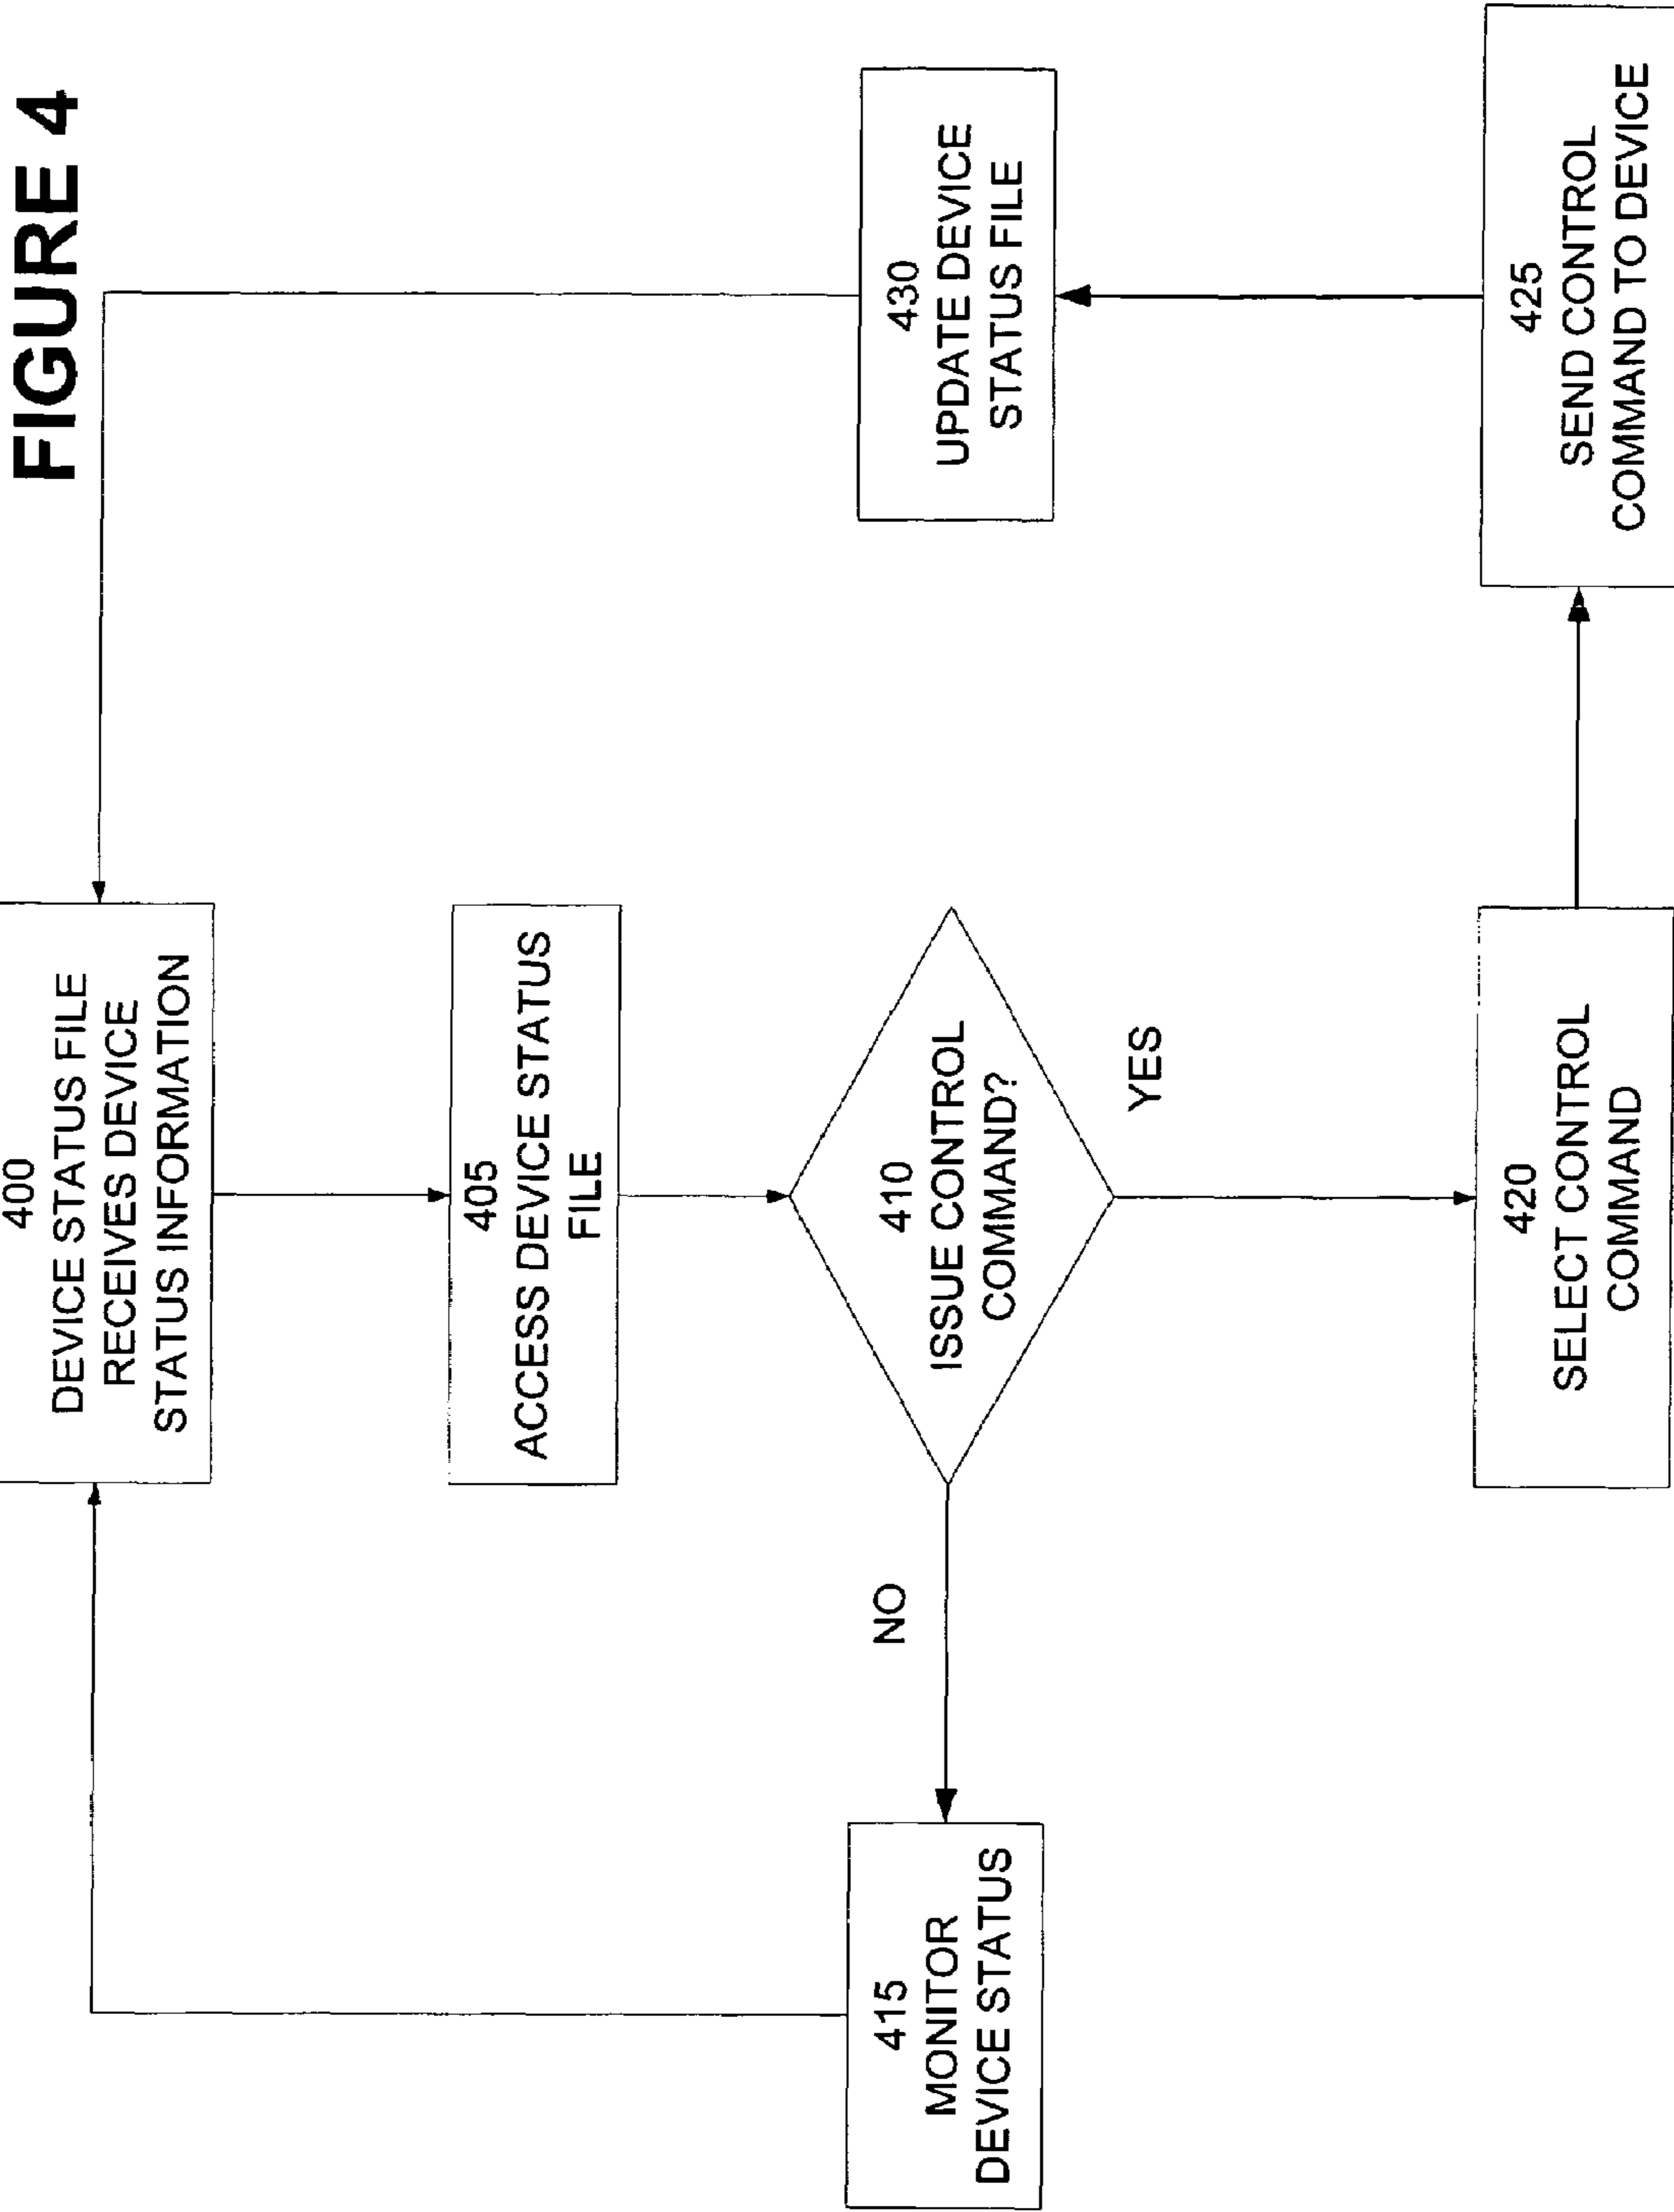 FIGURE 4
400
DEVICE STATUS FILE
RECEIVES DEVICE
STATUS INFORMATION
405
ACCESS DEVICE STATUS
FILE
410
ISSUE CONTROL
COMMAND?
NO
YES
415
MONITOR
DEVICE STATUS
420
SELECT CONTROL
COMMAND
425
SEND CONTROL
COMMAND TO DEVICE
430
UPDATE DEVICE
STATUS FILE